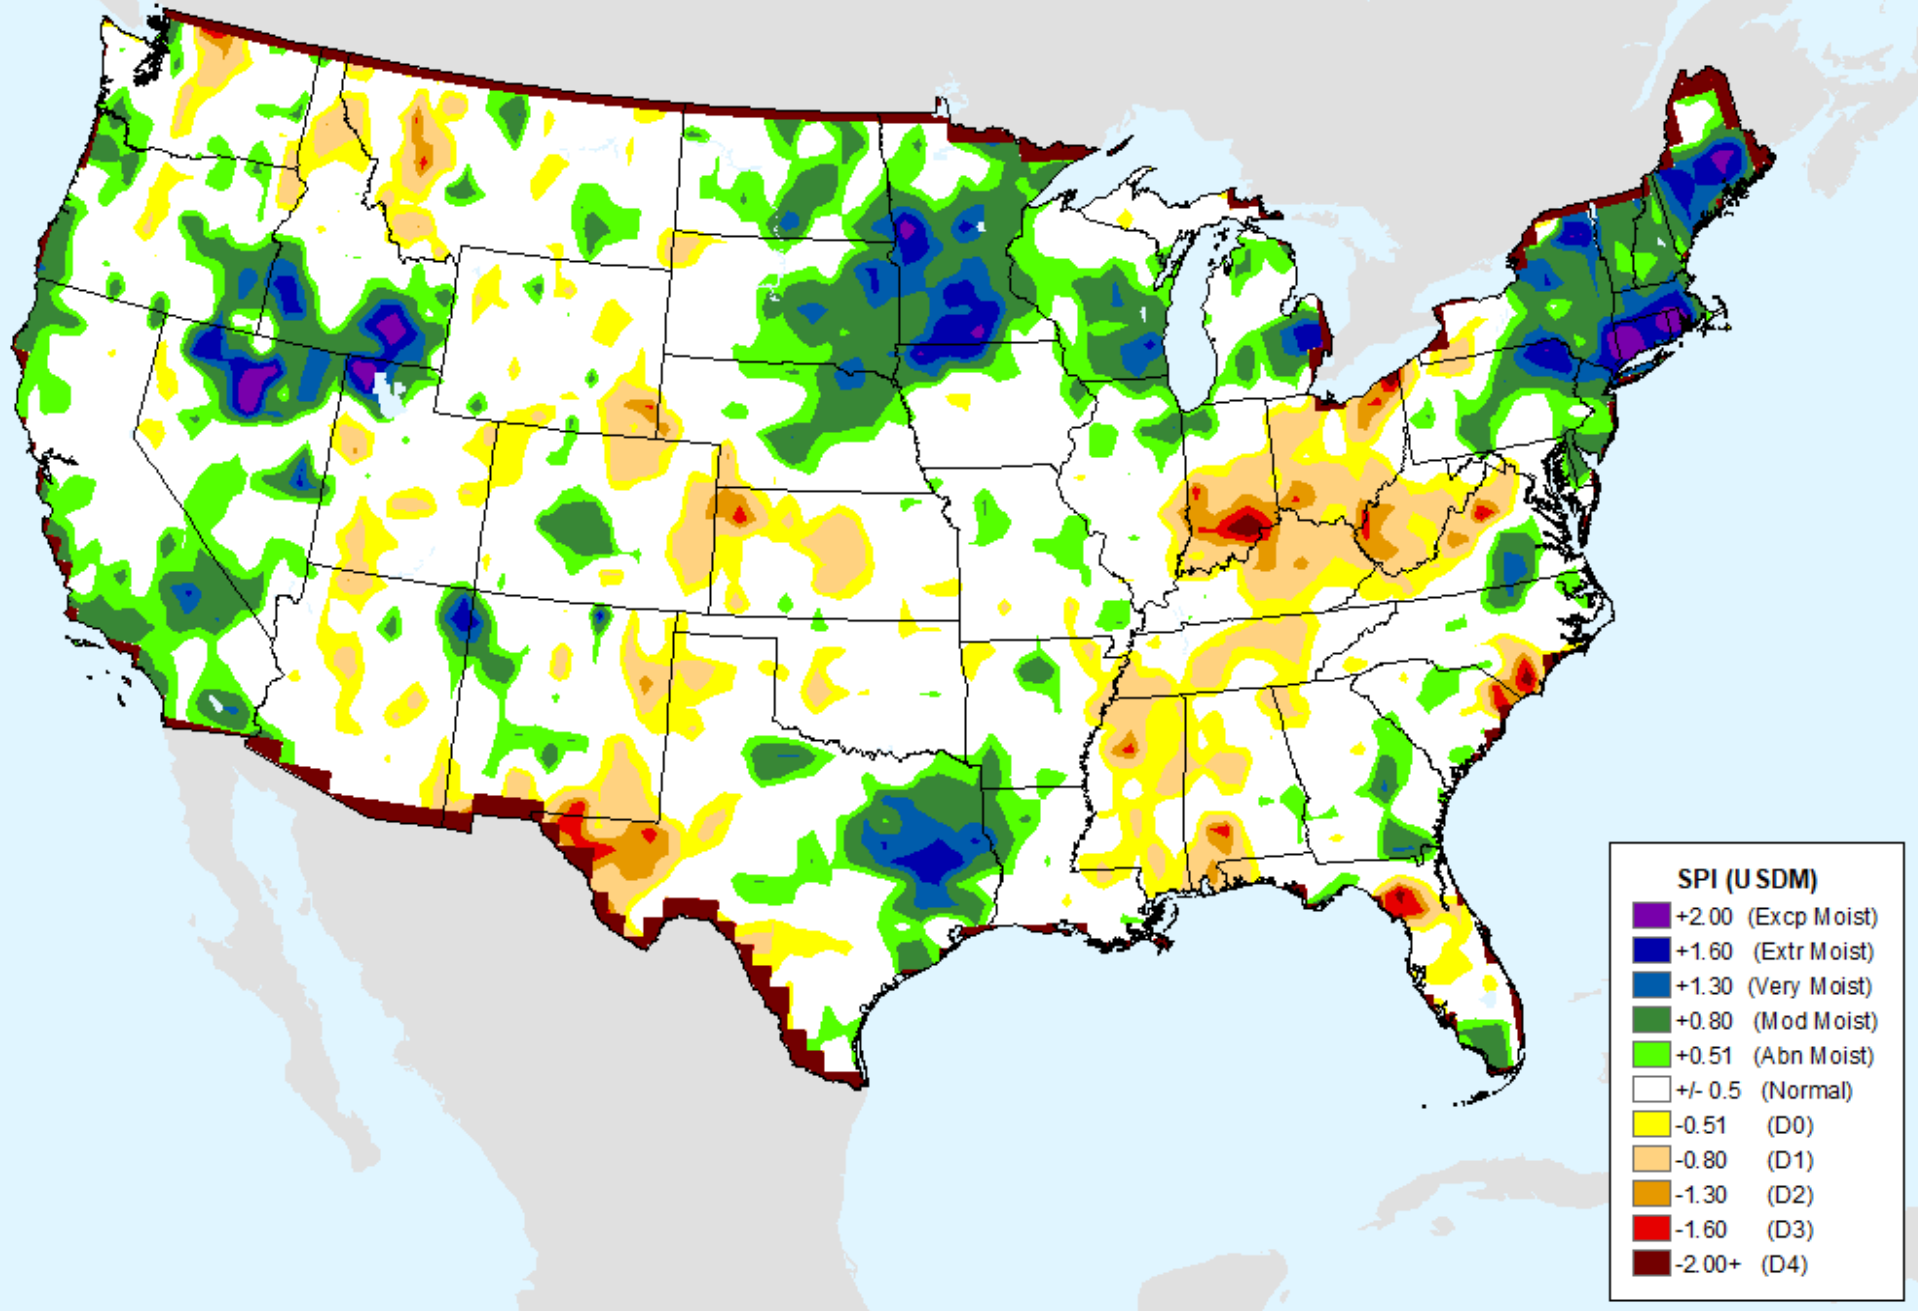 SPI (USDM)
+2.00 (Excp Moist)
+1.60 (Extr Moist)
+1.30 (Very Moist)
+0.80 (Mod Moist)
+0.51 (Abn Moist)
+/- 0.5 (Normal)
-0.51 (D0)
-0.80 (D1)
-1.30 (D2)
-1.60 (D3)
-2.00+ (D4)